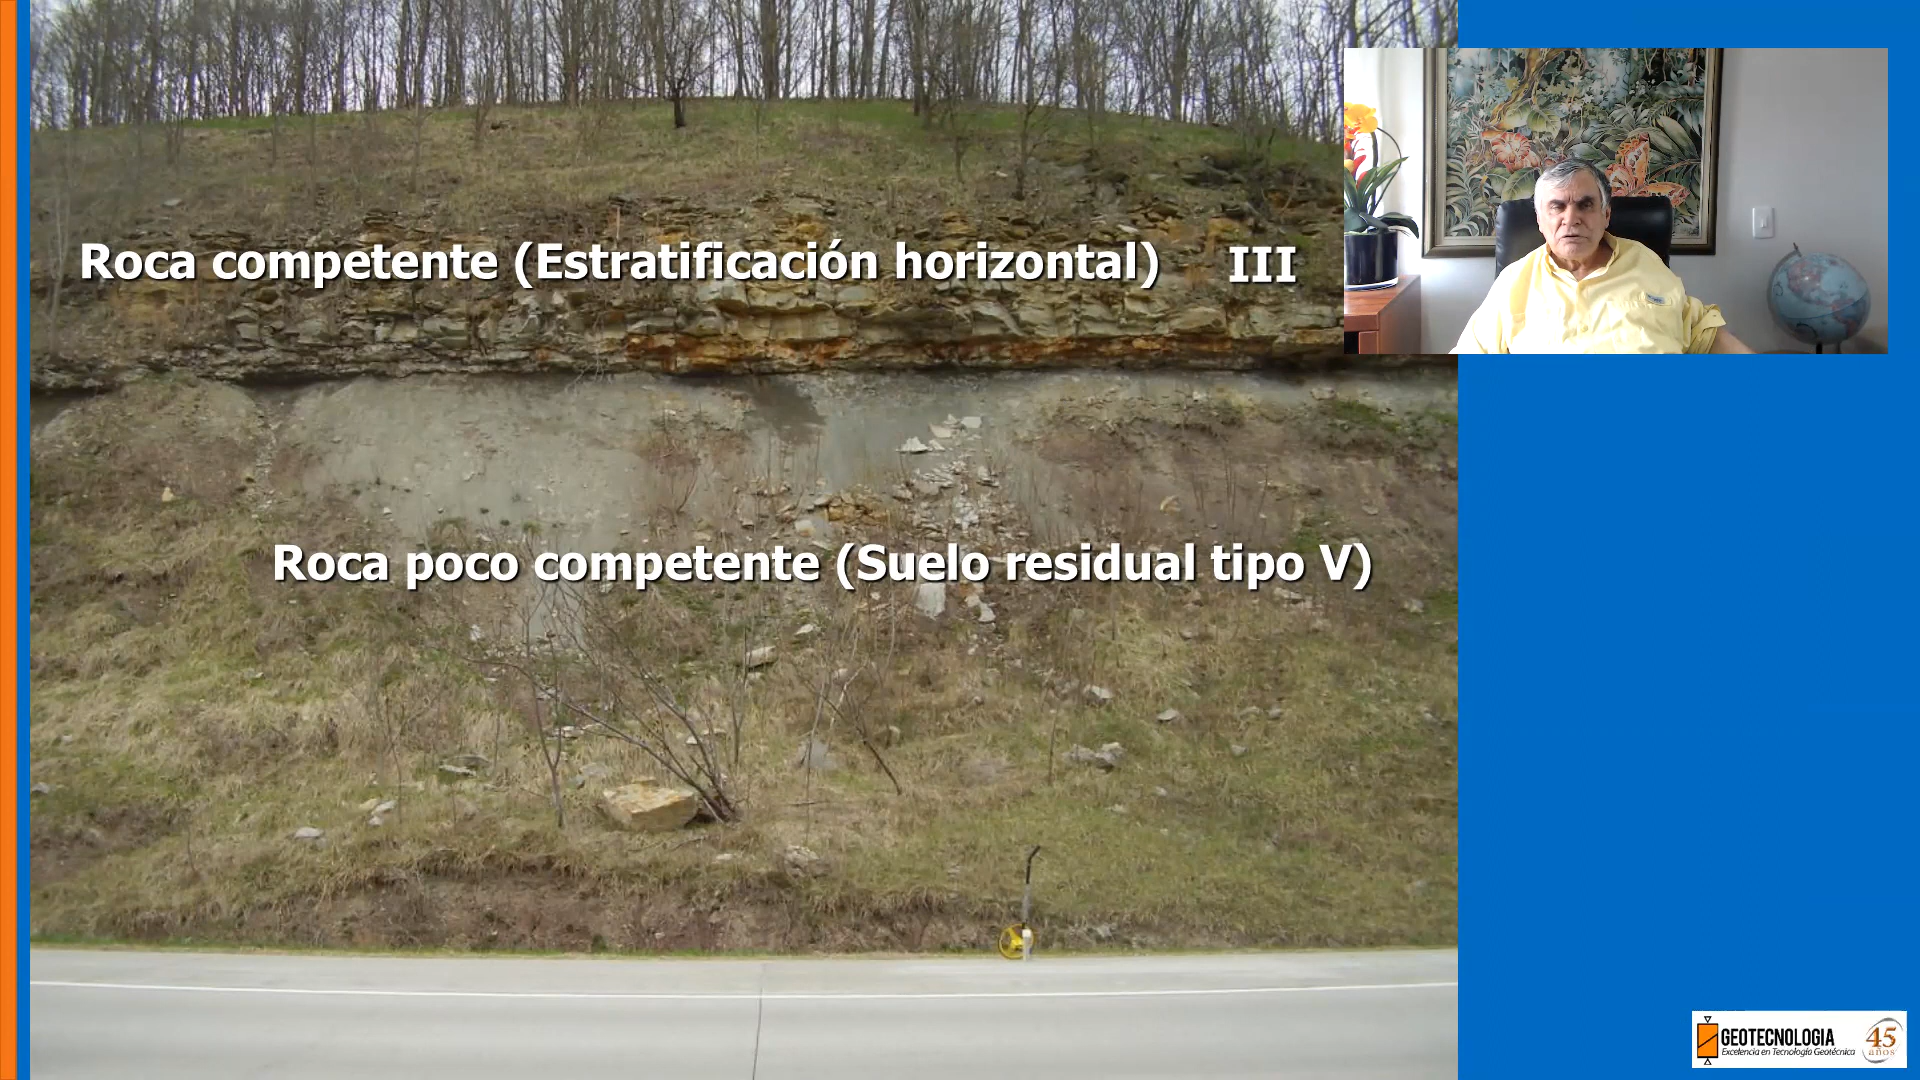 Roca competente (Estratificación horizontal) III
Roca poco competente (Suelo residual tipo V)
GEOTECNOLOGIA
Excelencia en Tecnología Geotécnica
45
años